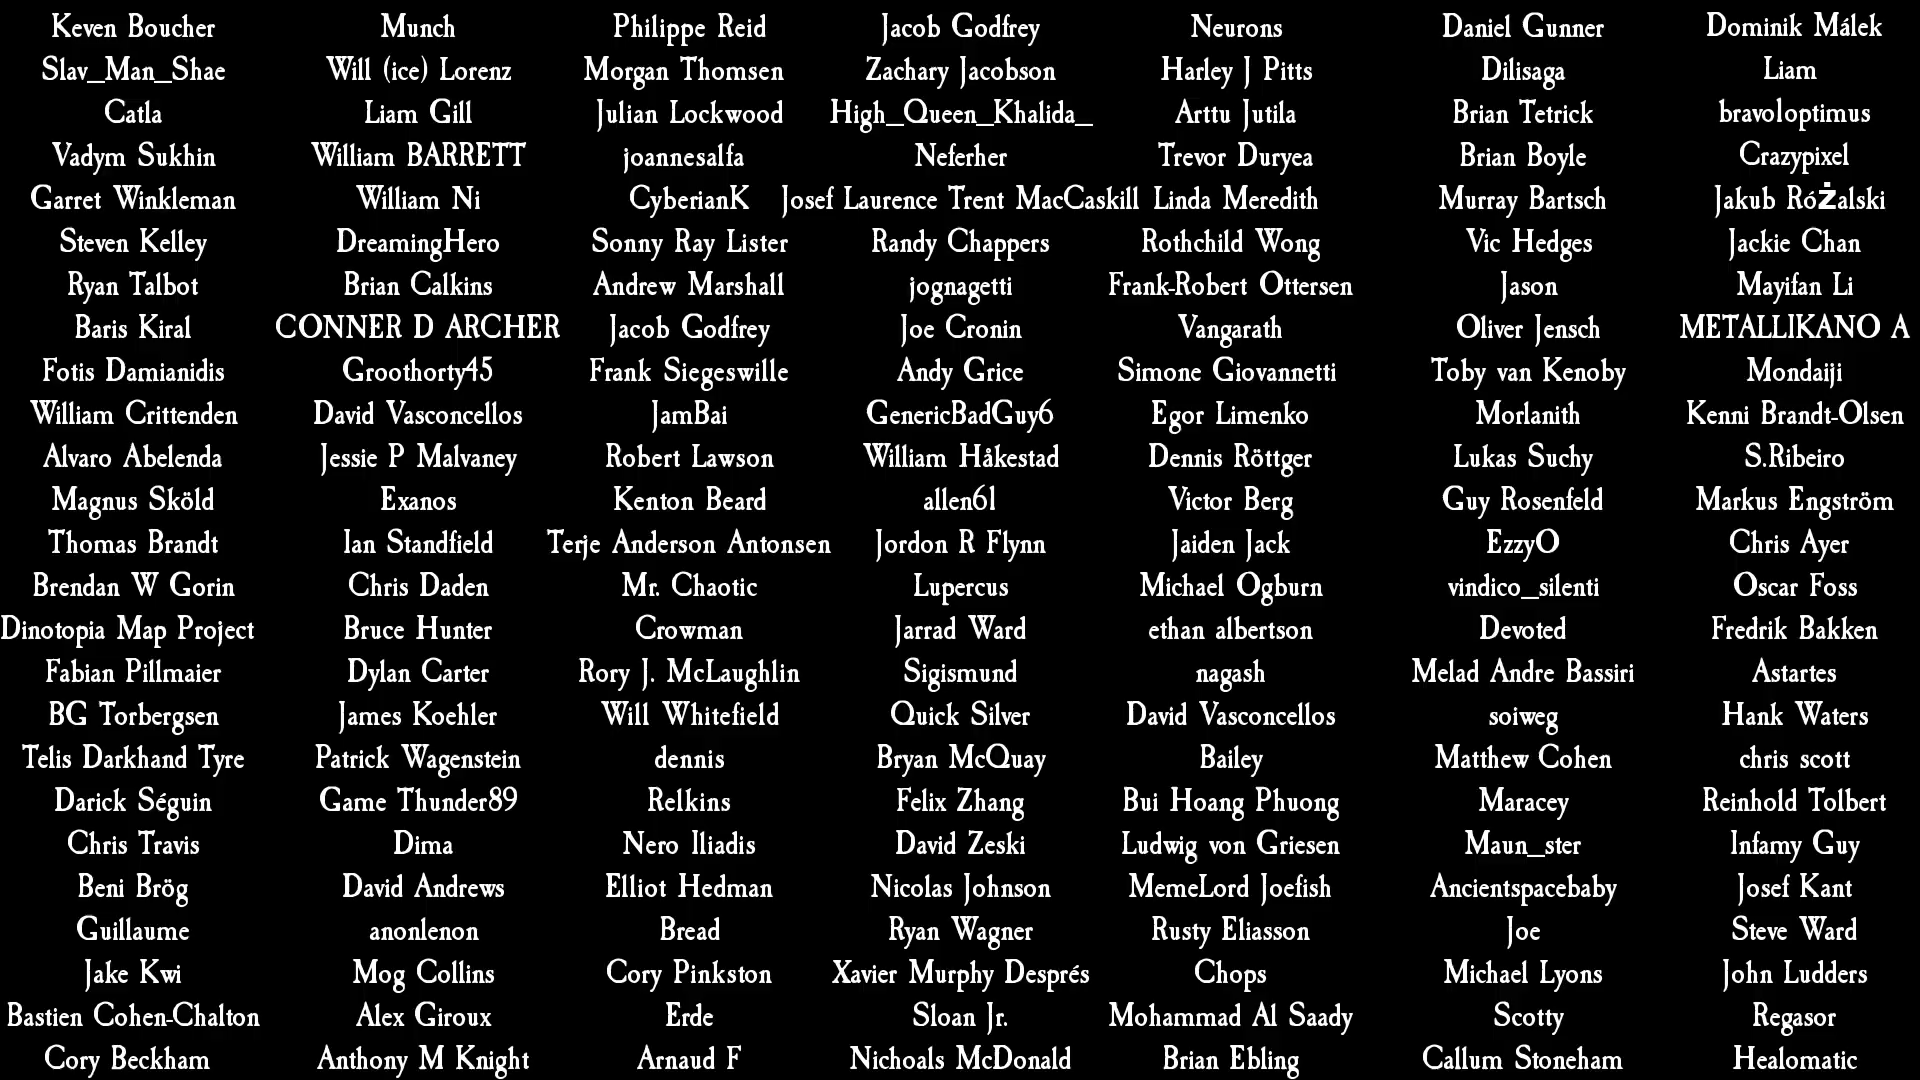 Keven Boucher Munch Philippe Reid Jacob Godfrey Neurons Daniel Gunner Dominik Málek
Slav_Man_Shae Will (ice) Lorenz Morgan Thomsen Zachary Jacobson Harley J Pitts Dilisaga Liam
Catla Liam Gill Julian Lockwood High_Queen_Khalida_ Arttu Jutila Brian Tetrick bravoloptimus
Vadym Sukhin William BARRETT joannesalfa Neferher Trevor Duryea Brian Boyle Crazypixel
Garret Winkleman William Ni CyberianK Josef Laurence Trent MacCaskill Linda Meredith Murray Bartsch Jakub Różalski
Steven Kelley DreamingHero Sonny Ray Lister Randy Chappers Rothchild Wong Vic Hedges Jackie Chan
Ryan Talbot Brian Calkins Andrew Marshall jognagetti Frank-Robert Ottersen Jason Mayifan Li
Baris Kiral CONNER D ARCHER Jacob Godfrey Joe Cronin Vangarath Oliver Jensch METALLIKANO A
Fotis Damianidis Groothorty45 Frank Siegeswille Andy Grice Simone Giovannetti Toby van Kenoby Mondaiji
William Crittenden David Vasconcellos JamBai GenericBadGuy6 Egor Limenko Morlanith Kenni Brandt-Olsen
Alvaro Abelenda Jessie P Malvaney Robert Lawson William Håkestad Dennis Röttger Lukas Suchy S.Ribeiro
Magnus Sköld Exanos Kenton Beard allen61 Victor Berg Guy Rosenfeld Markus Engström
Thomas Brandt Ian Standfield Terje Anderson Antonsen Jordon R Flynn Jaiden Jack EzzyO Chris Ayer
Brendan W Gorin Chris Daden Mr. Chaotic Lupercus Michael Ogburn vindico_silenti Oscar Foss
Dinotopia Map Project Bruce Hunter Crowman Jarrad Ward ethan albertson Devoted Fredrik Bakken
Fabian Pillmaier Dylan Carter Rory J. McLaughlin Sigismund nagash Melad Andre Bassiri Astartes
BG Torbergsen James Koehler Will Whitefield Quick Silver David Vasconcellos soiweg Hank Waters
Telis Darkhand Tyre Patrick Wagenstein dennis Bryan McQuay Bailey Matthew Cohen chris scott
Darick Séguin Game Thunder89 Relkins Felix Zhang Bui Hoang Phuong Maracey Reinhold Tolbert
Chris Travis Dima Nero Iliadis David Zeski Ludwig von Griesen Maun_ster Infamy Guy
Beni Brög David Andrews Elliot Hedman Nicolas Johnson MemeLord Joefish Ancientspacebaby Josef Kant
Guillaume anonlenon Bread Ryan Wagner Rusty Eliasson Joe Steve Ward
Jake Kwi Mog Collins Cory Pinkston Xavier Murphy Després Chops Michael Lyons John Ludders
Bastien Cohen-Chalton Alex Giroux Erde Sloan Jr. Mohammad Al Saady Scotty Regasor
Cory Beckham Anthony M Knight Arnaud F Nichoals McDonald Brian Ebling Callum Stoneham Healomatic